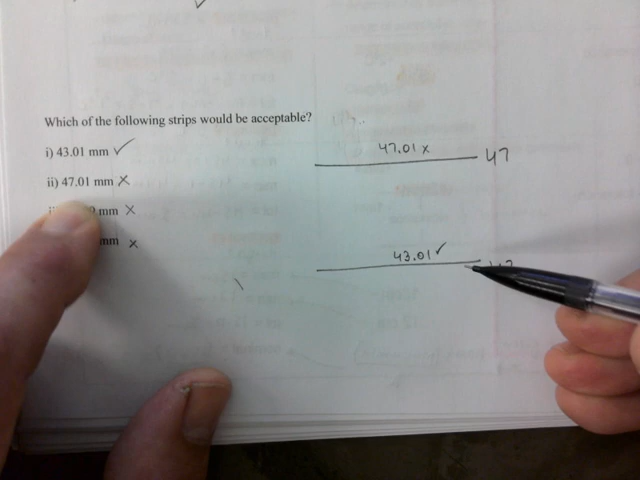 Which of the following strips would be acceptable?
i) 43.01 mm ✓
47.01 x
47
ii) 47.01 mm x
mm x
43.01 ✓
mm x